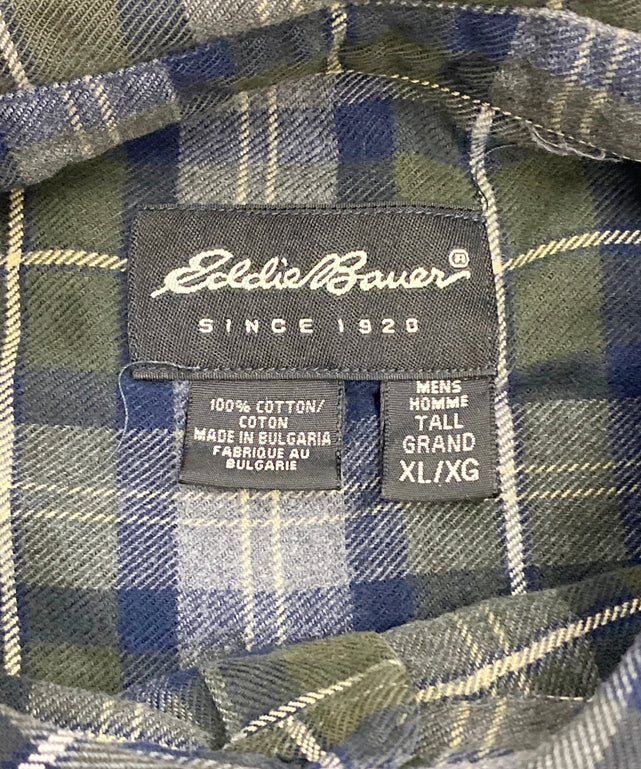 Eddie Bauer®
SINCE 1920
100% COTTON/
COTON
MADE IN BULGARIA
FABRIQUE AU
BULGARIE
MENS
HOMME
TALL
GRAND
XL/XG